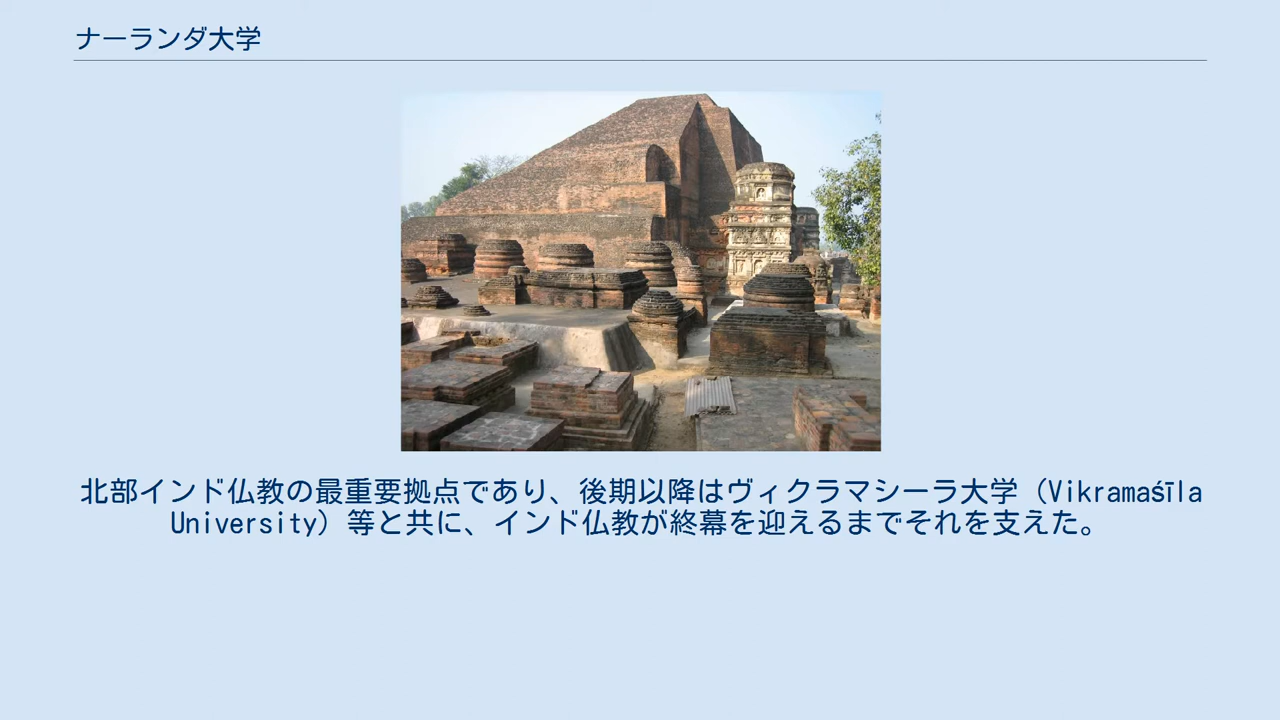 ナーランダ大学
北部インド仏教の最重要拠点であり、後期以降はヴィクラマシーラ大学（Vikramaśīla
University）等と共に、インド仏教が終幕を迎えるまでそれを支えた。